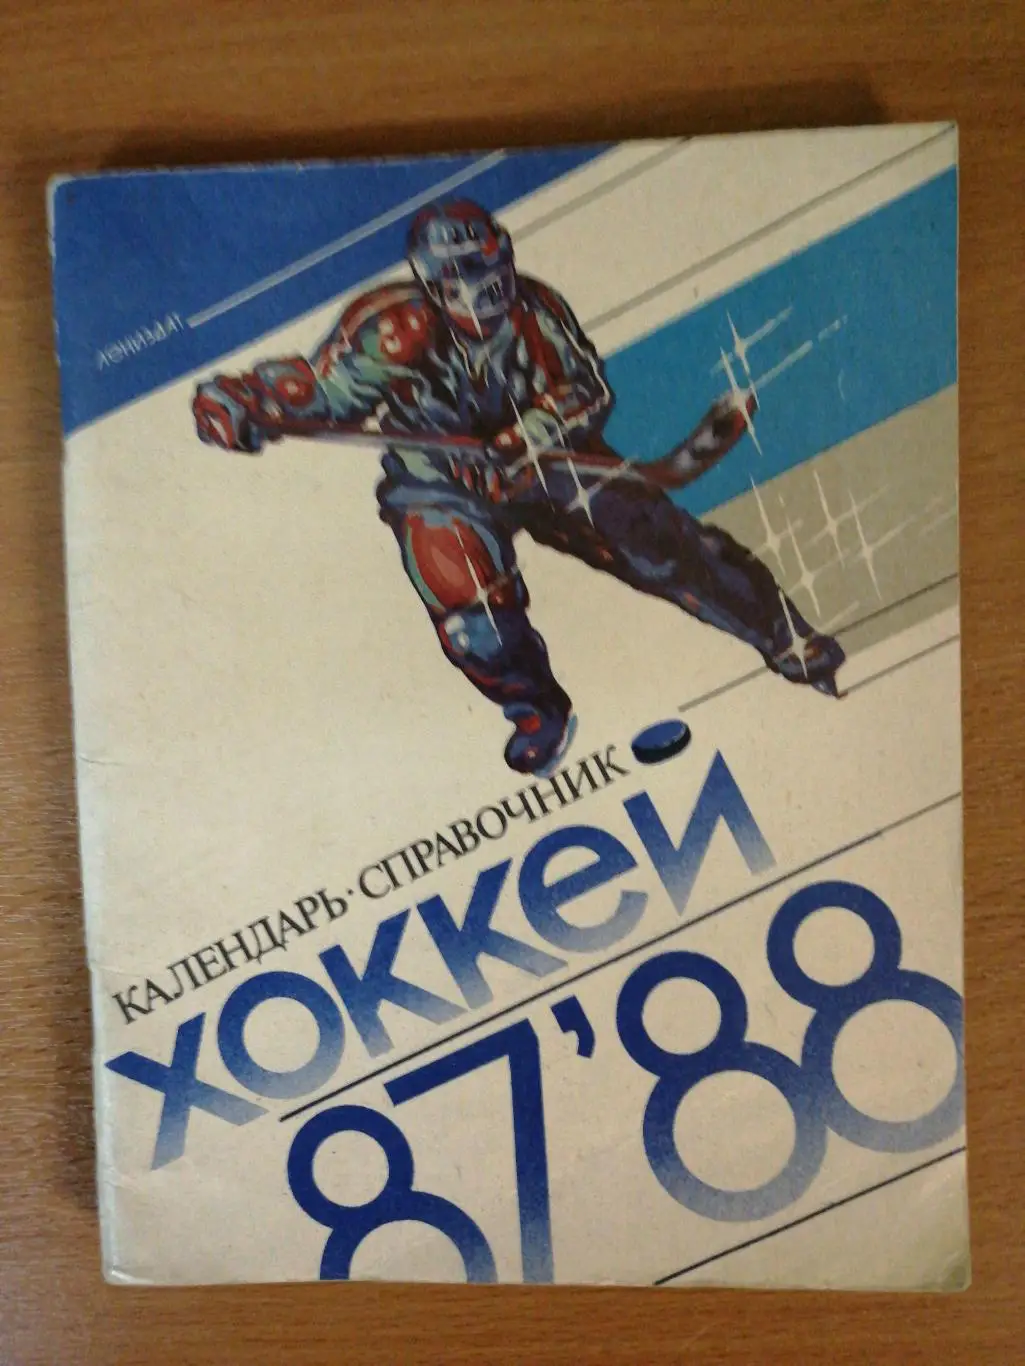 ЛЕНИЗДАТ
КАЛЕНДАРЬ·СПРАВОЧНИК
ХОККЕЙ
87'88